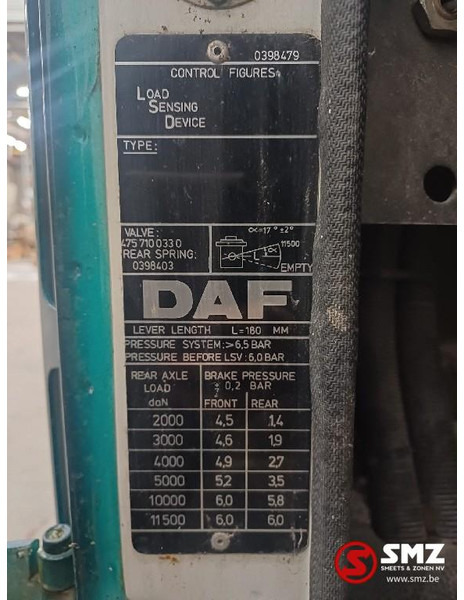 0398479
CONTROL FIGURES
LOAD
SENSING
DEVICE
TYPE:
VALVE:
475 710 033 0
REAR SPRING:
0398403
α=17° ±2°
11500
L
α
EMPTY
DAF
LEVER LENGTH L=180 MM
PRESSURE SYSTEM: >6,5 BAR
PRESSURE BEFORE LSV: 6,0 BAR
REAR AXLE LOAD daN
BRAKE PRESSURE
± 0,2 BAR
FRONT REAR
2000 4,5 1,4
3000 4,6 1,9
4000 4,9 2,7
5000 5,2 3,5
10000 6,0 5,8
11500 6,0 6,0
SMZ
SMEETS & ZONEN NV
www.SMZ.be